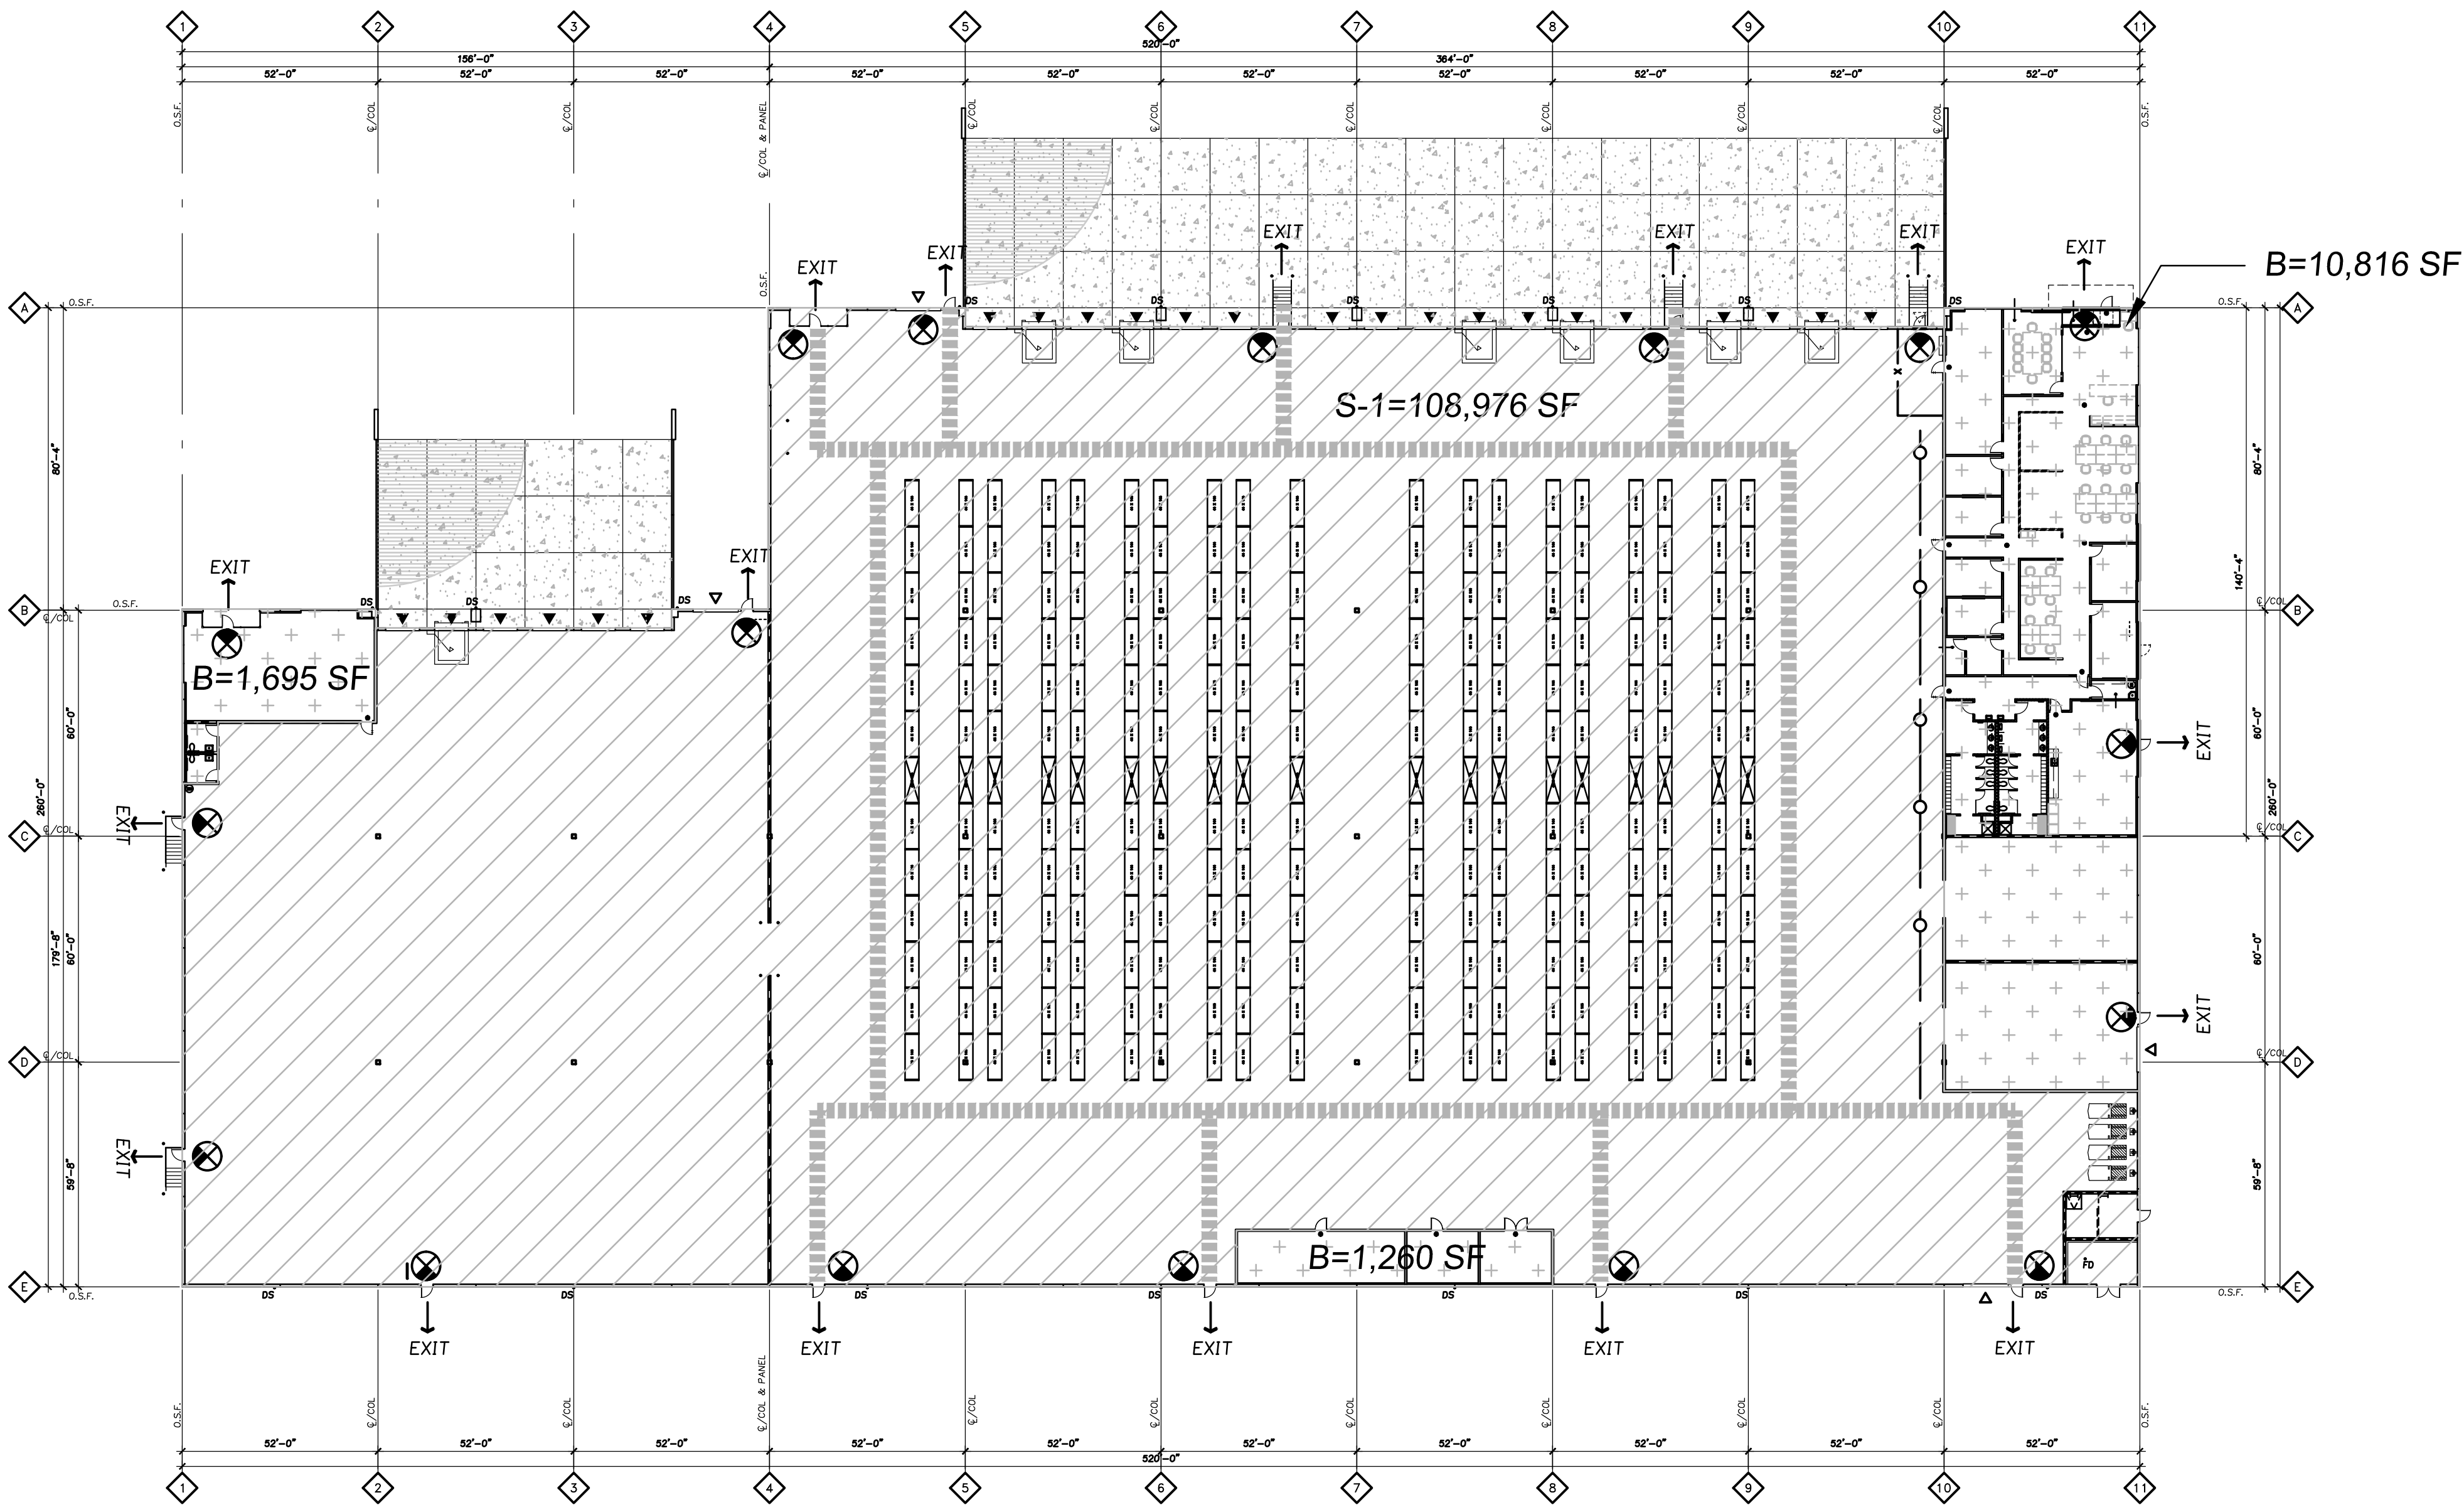 1 2 3 4 5 6 7 8 9 10 11
520'-0"
156'-0" 364'-0"
52'-0" 52'-0" 52'-0" 52'-0" 52'-0" 52'-0" 52'-0" 52'-0" 52'-0" 52'-0"
O.S.F. ℄/COL ℄/COL ℄/COL & PANEL ℄/COL ℄/COL ℄/COL ℄/COL ℄/COL ℄/COL O.S.F.
EXIT EXIT EXIT
EXIT EXIT EXIT
B=10,816 SF
O.S.F.
A O.S.F. DS DS DS DS DS DS O.S.F. A
S-1=108,976 SF
80'-4" 80'-4"
EXIT EXIT
140'-4"
B O.S.F. DS DS DS ℄/COL B
℄/COL
B=1,695 SF
60'-0" 60'-0"
EXIT
260'-0" 260'-0"
EXIT
C ℄/COL ℄/COL C
179'-8" 60'-0" 60'-0"
EXIT
D ℄/COL ℄/COL D
EXIT
59'-8" 59'-8"
B=1,260 SF
FD
E O.S.F. DS DS DS DS DS DS DS O.S.F. E
EXIT EXIT EXIT EXIT EXIT
O.S.F. ℄/COL ℄/COL ℄/COL & PANEL ℄/COL ℄/COL ℄/COL ℄/COL ℄/COL ℄/COL O.S.F.
52'-0" 52'-0" 52'-0" 52'-0" 52'-0" 52'-0" 52'-0" 52'-0" 52'-0" 52'-0"
520'-0"
1 2 3 4 5 6 7 8 9 10 11